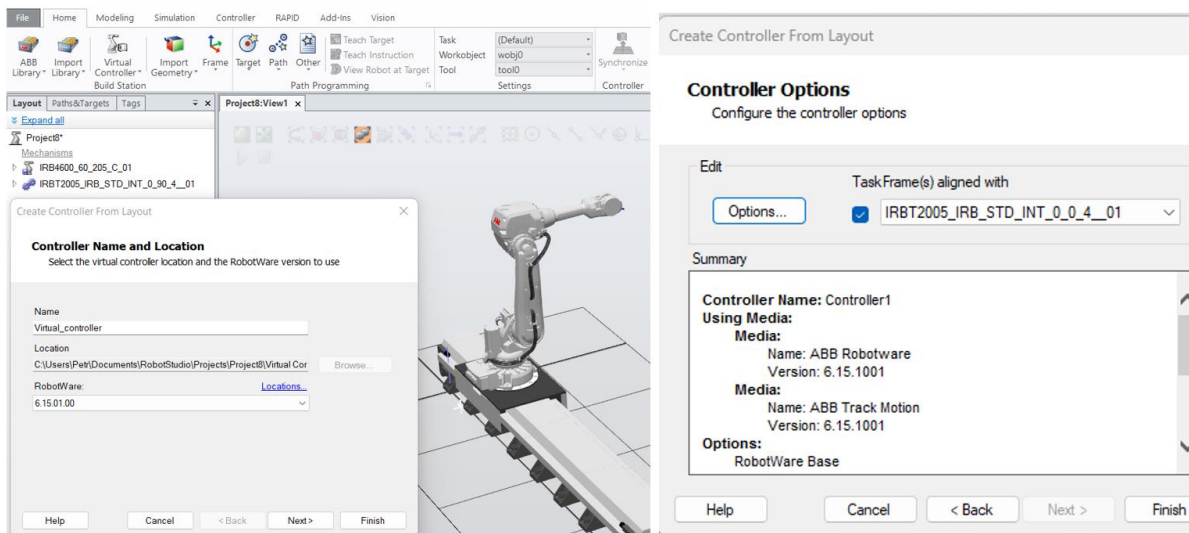 File Home Modeling Simulation Controller RAPID Add-Ins Vision
ABB Library
Import Library
Virtual Controller
Import Geometry
Frame
Target
Path
Other
Teach Target
Teach Instruction
View Robot at Target
Task (Default)
Workobject wobj0
Tool tool0
Synchronize
Build Station Path Programming Settings Controller
Layout Paths&Targets Tags
Project8:View1
Expand all
Project8*
Mechanisms
IRB4600_60_205_C_01
IRBT2005_IRB_STD_INT_0_90_4__01
Create Controller From Layout
Controller Name and Location
Select the virtual controller location and the RobotWare version to use
Name
Virtual_controller
Location
C:\Users\Petr\Documents\RobotStudio\Projects\Project8\Virtual Cor Browse...
RobotWare: Locations...
6.15.01.00
Help Cancel < Back Next > Finish
Create Controller From Layout
Controller Options
Configure the controller options
Edit
Task Frame(s) aligned with
Options... IRBT2005_IRB_STD_INT_0_0_4__01
Summary
Controller Name: Controller1
Using Media:
Media:
Name: ABB Robotware
Version: 6.15.1001
Media:
Name: ABB Track Motion
Version: 6.15.1001
Options:
RobotWare Base
Help Cancel < Back Next > Finish